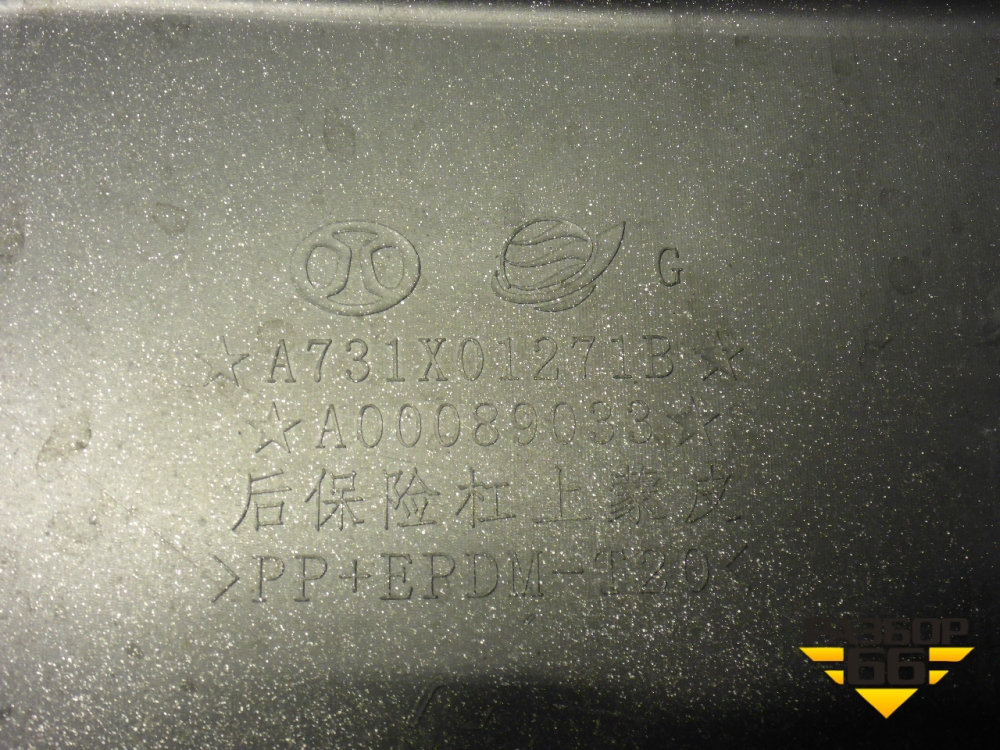 G
☆A731X01271B☆
☆A00089033☆
后保险杠上蒙皮
>PP+EPDM-T20<
РАЗБОР
66